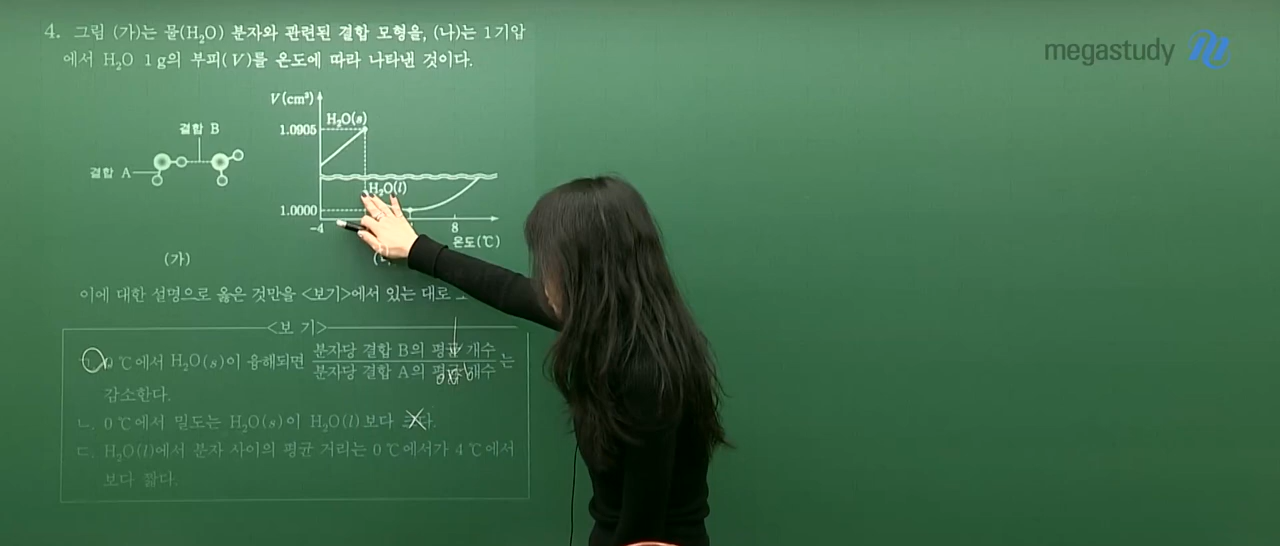 4. 그림 (가)는 물(H₂O) 분자와 관련된 결합 모형을, (나)는 1기압
에서 H₂O 1 g의 부피(V)를 온도에 따라 나타낸 것이다.
megastudy
결합 B
결합 A
(가)
V(cm³)
H₂O(s)
1.0905
H₂O(l)
1.0000
-4
8
온도(℃)
이에 대한 설명으로 옳은 것만을 <보기>에서 있는 대로
<보 기>
0 ℃에서 H₂O(s)이 융해되면 분자당 결합 B의 평균 개수
분자당 결합 A의 평균 개수 는
감소한다.
ㄴ. 0 ℃에서 밀도는 H₂O(s)이 H₂O(l)보다 크다.
ㄷ. H₂O(l)에서 분자 사이의 평균 거리는 0 ℃에서가 4 ℃에서
보다 짧다.